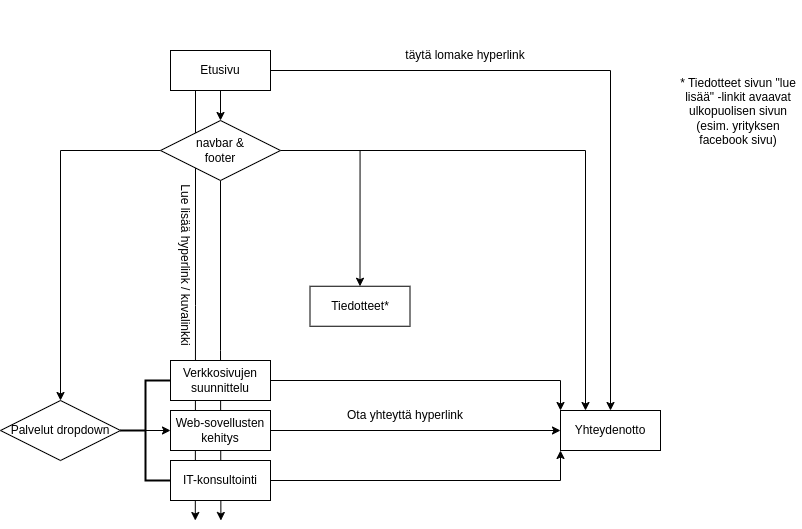 täytä lomake hyperlink
Etusivu
* Tiedotteet sivun "lue
lisää" -linkit avaavat
ulkopuolisen sivun
(esim. yrityksen
facebook sivu)
navbar &
footer
Lue lisää hyperlink / kuvalinkki
Tiedotteet*
Verkkosivujen
suunnittelu
Ota yhteyttä hyperlink
Palvelut dropdown
Web-sovellusten
kehitys
Yhteydenotto
IT-konsultointi